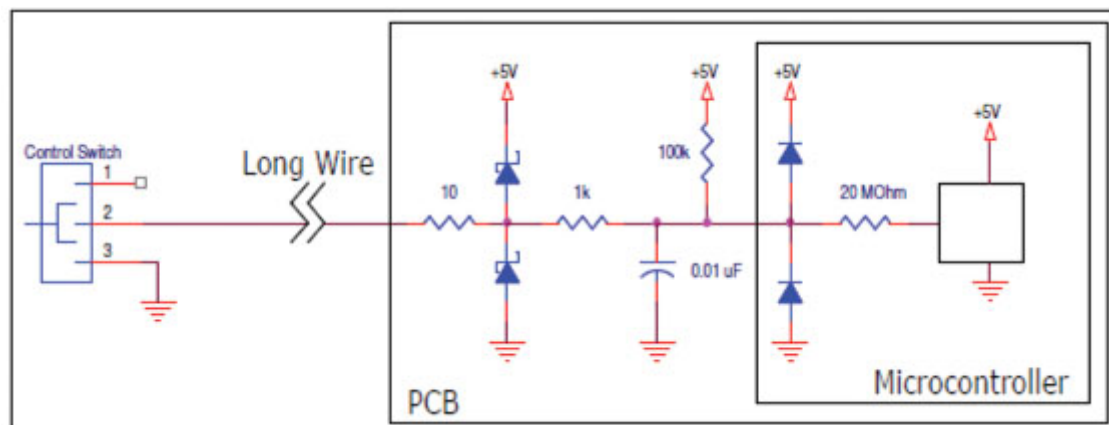 Control Switch
1
2
3
Long Wire
10
+5V
1k
+5V
100k
0.01 uF
+5V
20 MOhm
+5V
Microcontroller
PCB